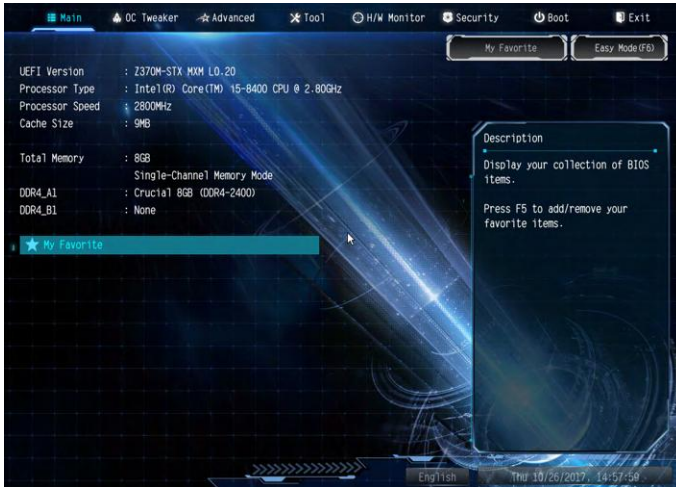 Main OC Tweaker Advanced Tool H/W Monitor Security Boot Exit
My Favorite Easy Mode(F6)
UEFI Version : Z370M-STX MXM L0.20
Processor Type : Intel(R) Core(TM) i5-8400 CPU @ 2.80GHz
Processor Speed : 2800MHz
Cache Size : 9MB
Total Memory : 8GB
Single-Channel Memory Mode
DDR4_A1 : Crucial 8GB (DDR4-2400)
DDR4_B1 : None
My Favorite
Description
Display your collection of BIOS
items.
Press F5 to add/remove your
favorite items.
English Thu 10/26/2017, 14:57:59